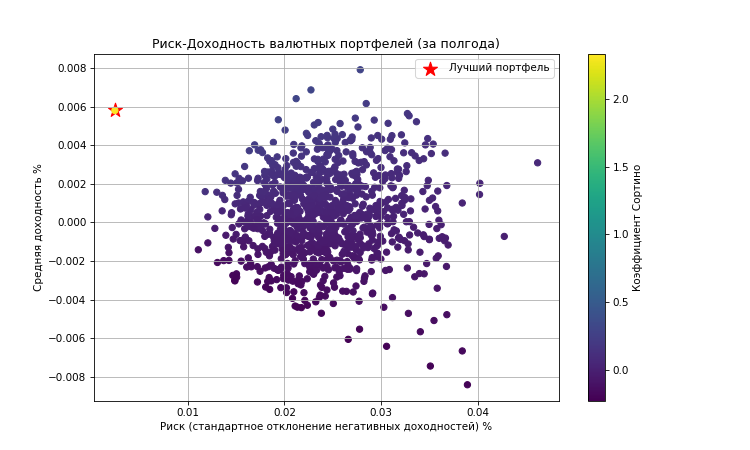 Риск-Доходность валютных портфелей (за полгода)
Лучший портфель
Средняя доходность %
0.008
0.006
0.004
0.002
0.000
−0.002
−0.004
−0.006
−0.008
0.01 0.02 0.03 0.04
Риск (стандартное отклонение негативных доходностей) %
2.0
1.5
1.0
0.5
0.0
Коэффициент Сортино